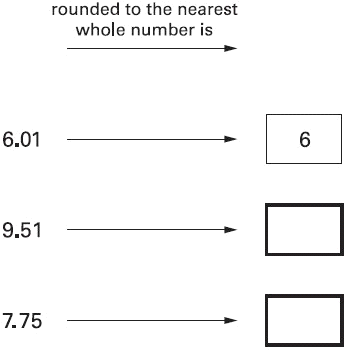 rounded to the nearest
whole number is
6.01 6
9.51
7.75